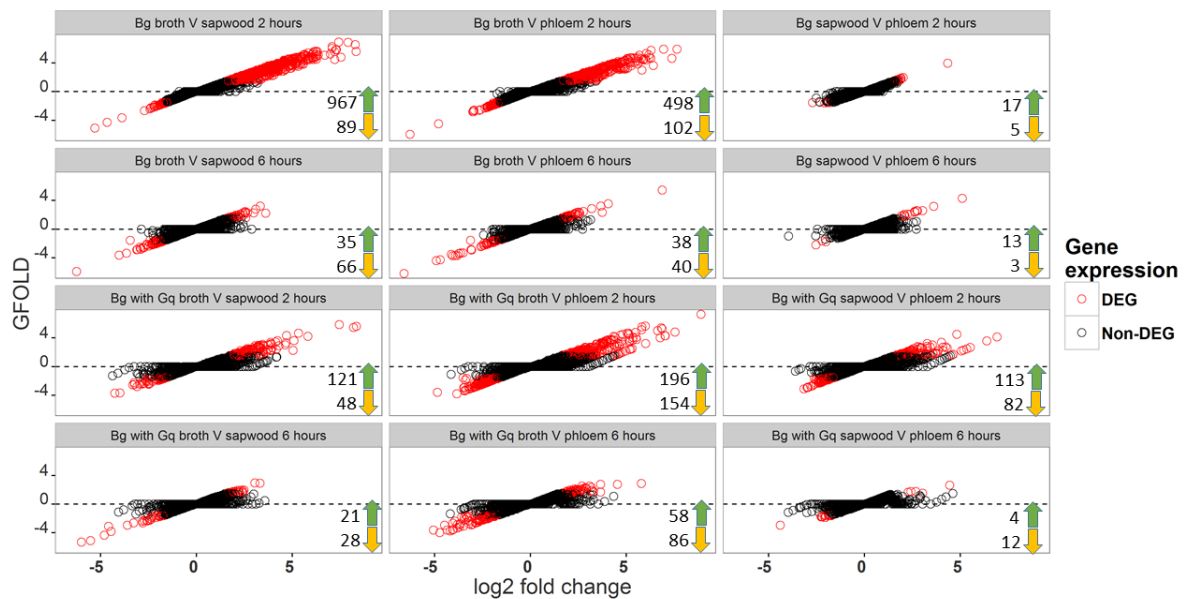 Bg broth V sapwood 2 hours
Bg broth V phloem 2 hours
Bg sapwood V phloem 2 hours
4
0
-4
967
89
498
102
17
5
Bg broth V sapwood 6 hours
Bg broth V phloem 6 hours
Bg sapwood V phloem 6 hours
4
0
-4
35
66
38
40
13
3
GFOLD
Gene
expression
DEG
Non-DEG
Bg with Gq broth V sapwood 2 hours
Bg with Gq broth V phloem 2 hours
Bg with Gq sapwood V phloem 2 hours
4
0
-4
121
48
196
154
113
82
Bg with Gq broth V sapwood 6 hours
Bg with Gq broth V phloem 6 hours
Bg with Gq sapwood V phloem 6 hours
4
0
-4
21
28
58
86
4
12
-5 0 5 -5 0 5 -5 0 5
log2 fold change